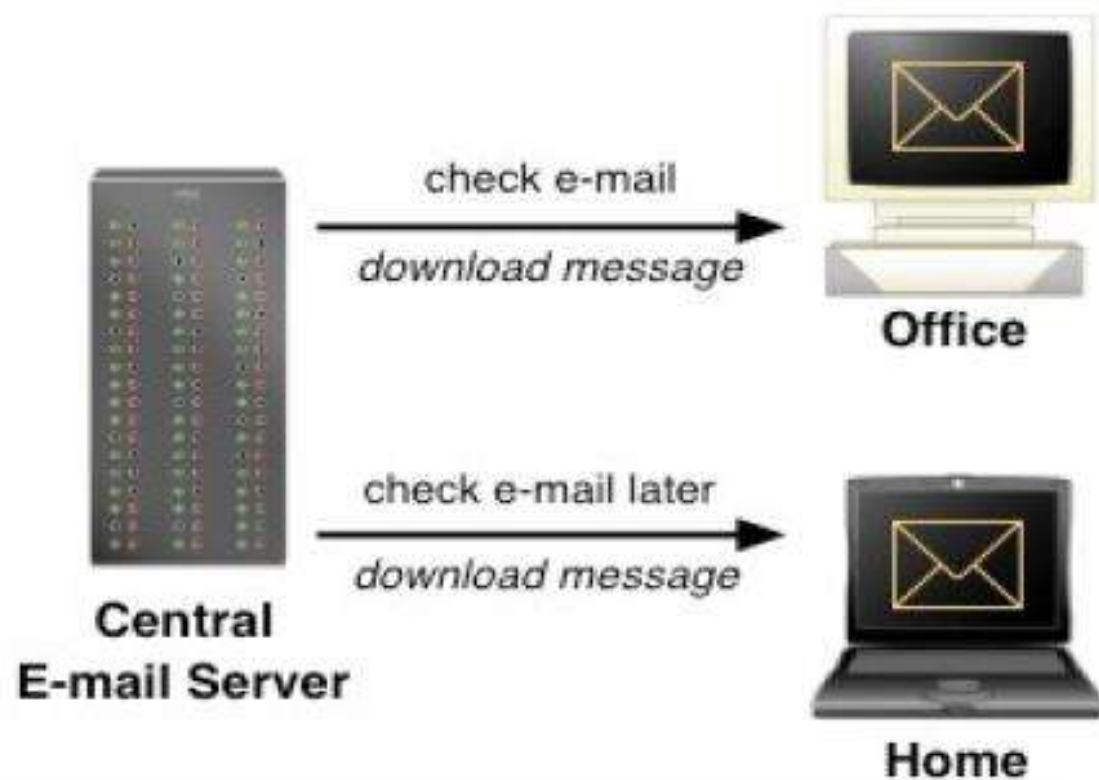 check e-mail
download message
Office
check e-mail later
download message
Central
E-mail Server
Home